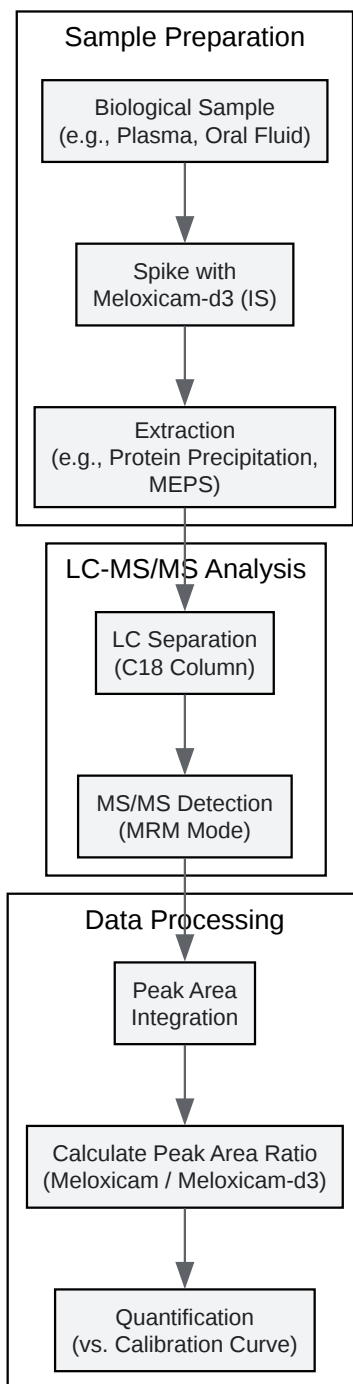 Sample Preparation
Biological Sample
(e.g., Plasma, Oral Fluid)
Spike with
Meloxicam-d3 (IS)
Extraction
(e.g., Protein Precipitation,
MEPS)
LC-MS/MS Analysis
LC Separation
(C18 Column)
MS/MS Detection
(MRM Mode)
Data Processing
Peak Area
Integration
Calculate Peak Area Ratio
(Meloxicam / Meloxicam-d3)
Quantification
(vs. Calibration Curve)